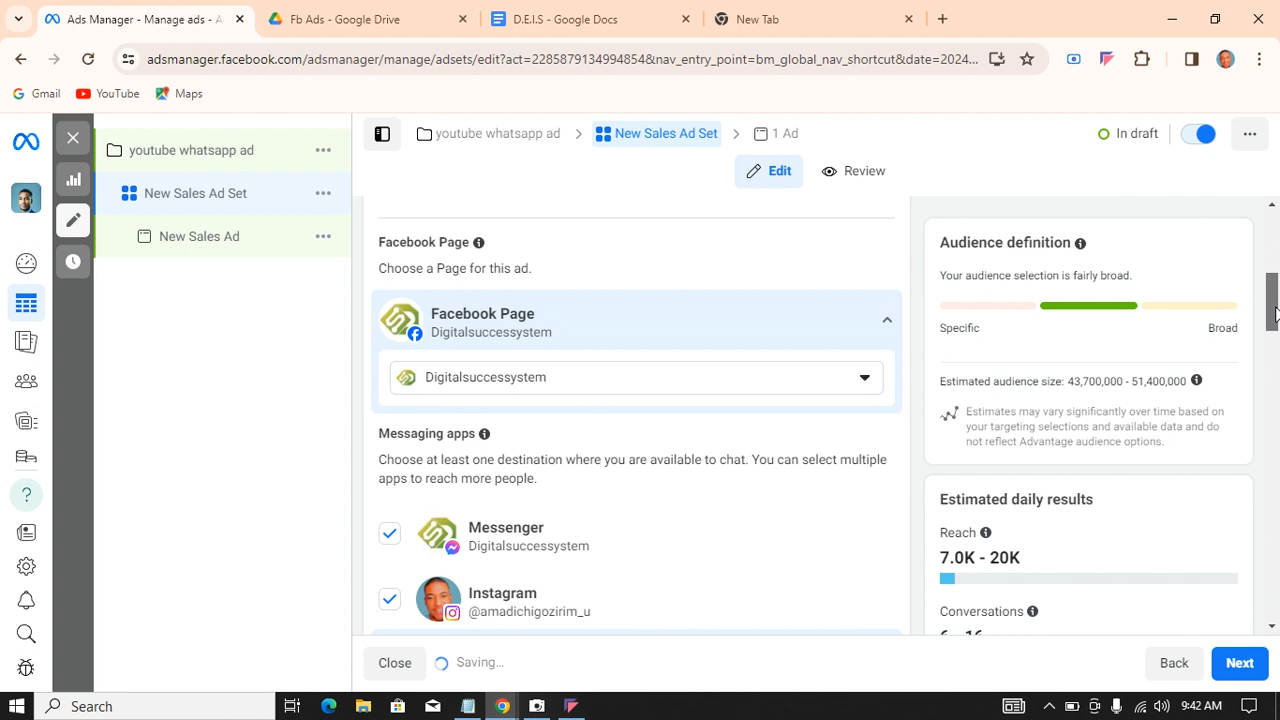 Ads Manager - Manage ads - A
Fb Ads - Google Drive
D.E.I.S - Google Docs
New Tab
adsmanager.facebook.com/adsmanager/manage/adsets/edit?act=2285879134994854&nav_entry_point=bm_global_nav_shortcut&date=2024...
Gmail
YouTube
Maps
youtube whatsapp ad
New Sales Ad Set
New Sales Ad
youtube whatsapp ad
New Sales Ad Set
1 Ad
In draft
Edit
Review
Facebook Page
Choose a Page for this ad.
Facebook Page
Digitalsuccessystem
Digitalsuccessystem
Messaging apps
Choose at least one destination where you are available to chat. You can select multiple
apps to reach more people.
Messenger
Digitalsuccessystem
Instagram
@amadichigozirim_u
Audience definition
Your audience selection is fairly broad.
Specific
Broad
Estimated audience size: 43,700,000 - 51,400,000
Estimates may vary significantly over time based on
your targeting selections and available data and do
not reflect Advantage audience options.
Estimated daily results
Reach
7.0K - 20K
Conversations
6 - 16
Close
Saving...
Back
Next
Search
9:42 AM